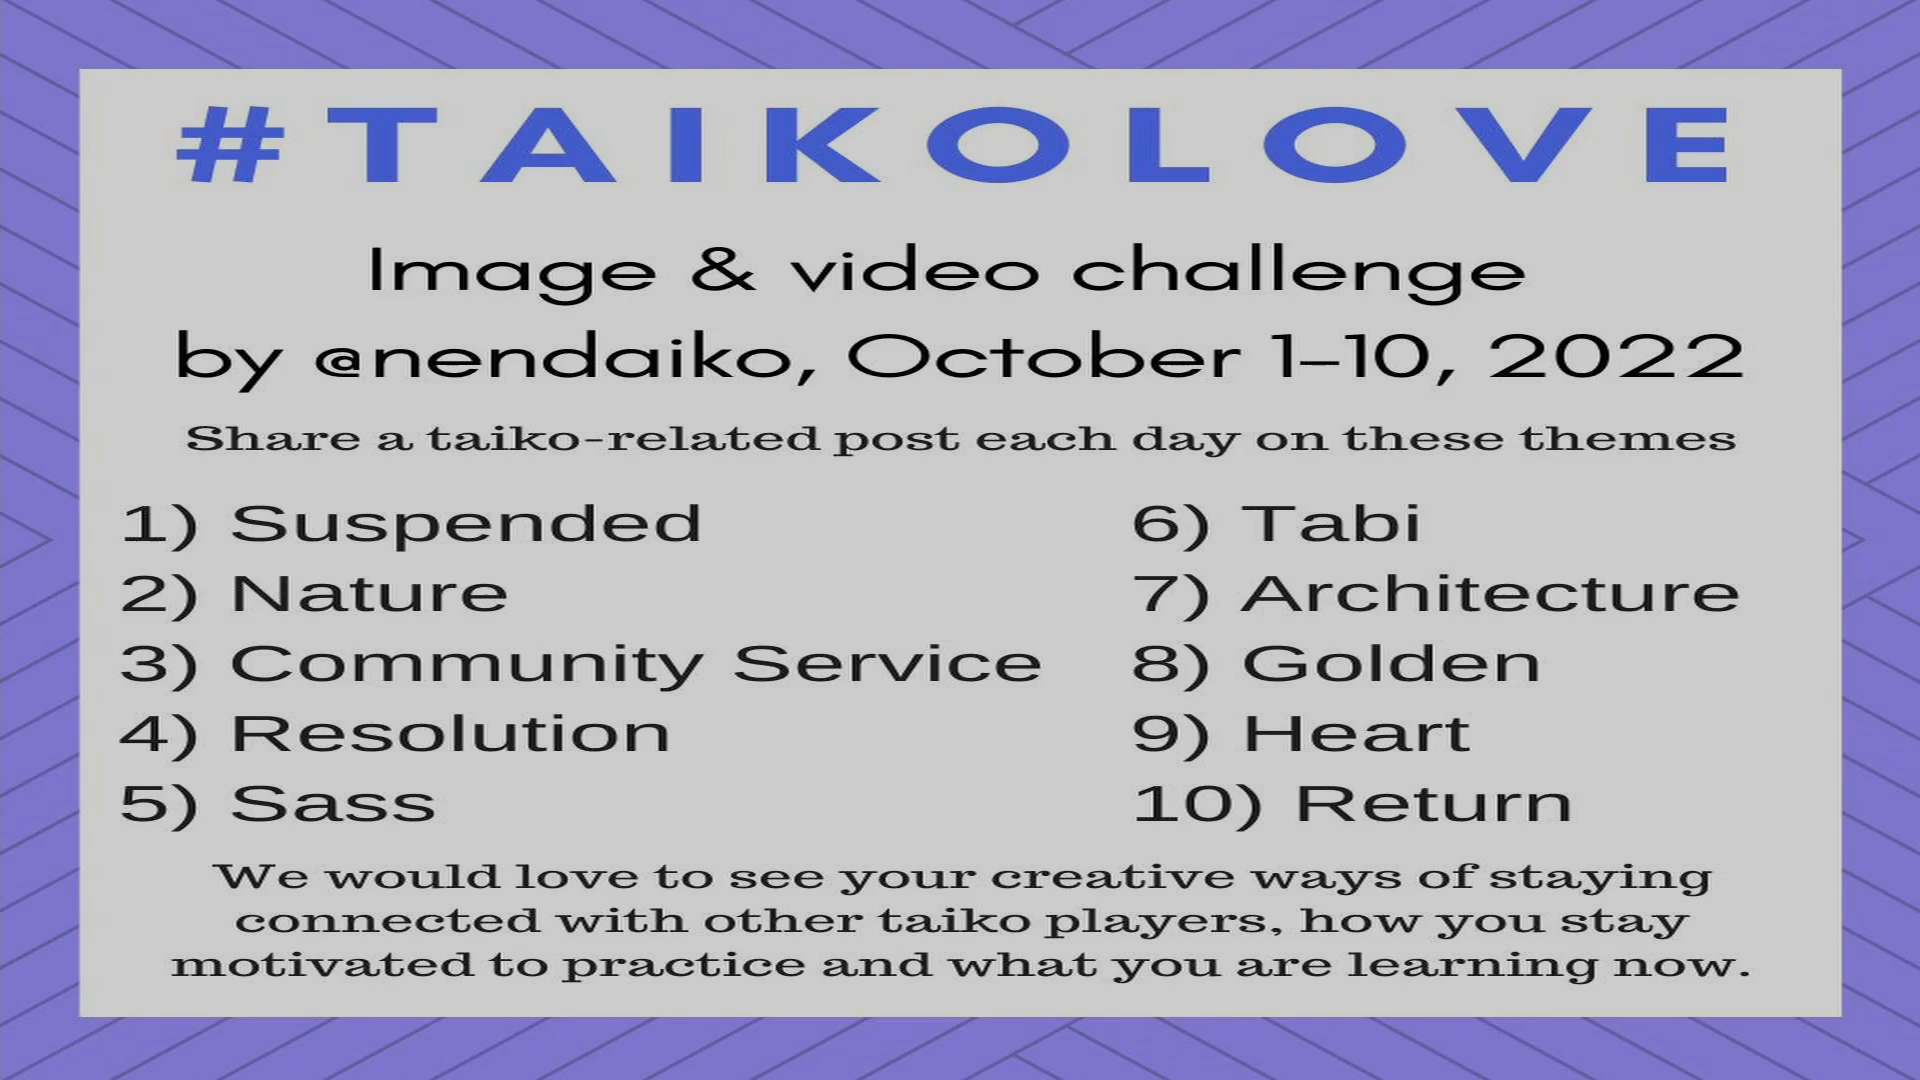 #TAIKOLOVE
Image & video challenge
by @nendaiko, October 1–10, 2022
Share a taiko-related post each day on these themes
1) Suspended
2) Nature
3) Community Service
4) Resolution
5) Sass
6) Tabi
7) Architecture
8) Golden
9) Heart
10) Return
We would love to see your creative ways of staying
connected with other taiko players, how you stay
motivated to practice and what you are learning now.